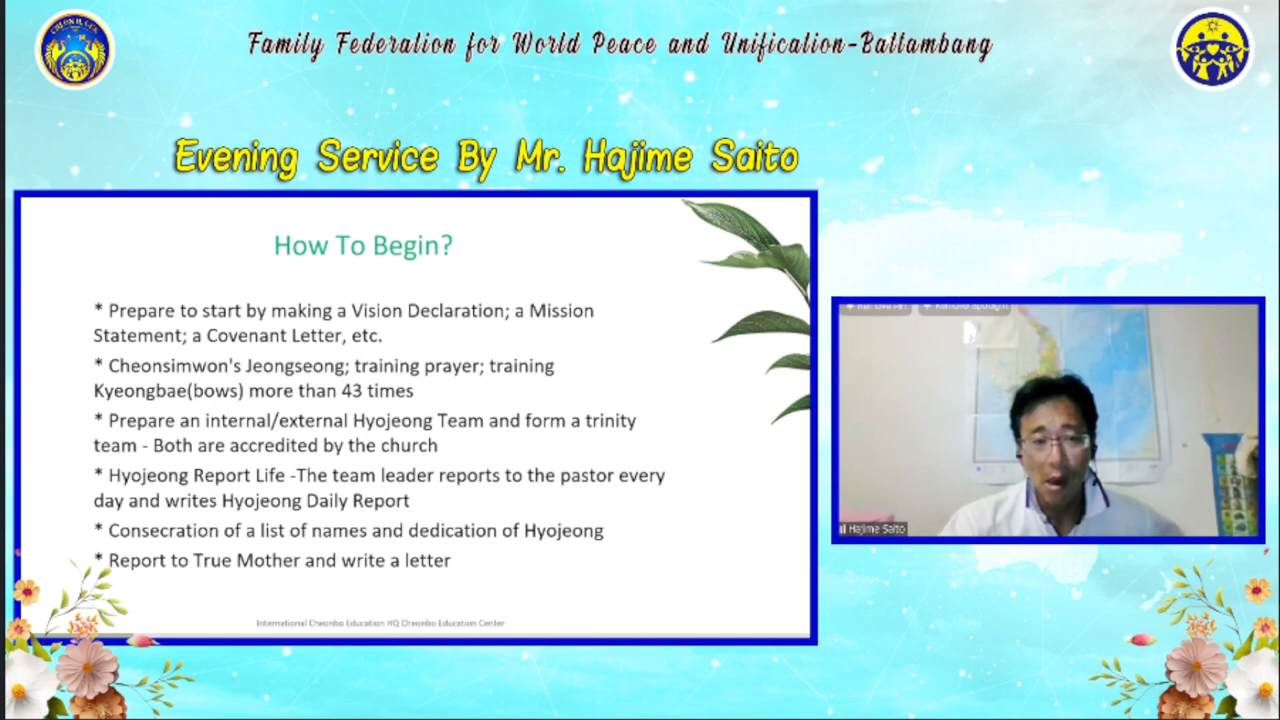 Family Federation for World Peace and Unification-Battambang
Evening Service By Mr. Hajime Saito
How To Begin?
* Prepare to start by making a Vision Declaration; a Mission
Statement; a Covenant Letter, etc.
* Cheonsimwon's Jeongseong; training prayer; training
Kyeongbae(bows) more than 43 times
* Prepare an internal/external Hyojeong Team and form a trinity
team - Both are accredited by the church
* Hyojeong Report Life -The team leader reports to the pastor every
day and writes Hyojeong Daily Report
* Consecration of a list of names and dedication of Hyojeong
* Report to True Mother and write a letter
International Cheonbo Education HQ Cheonbo Education Center
Hajime Saito